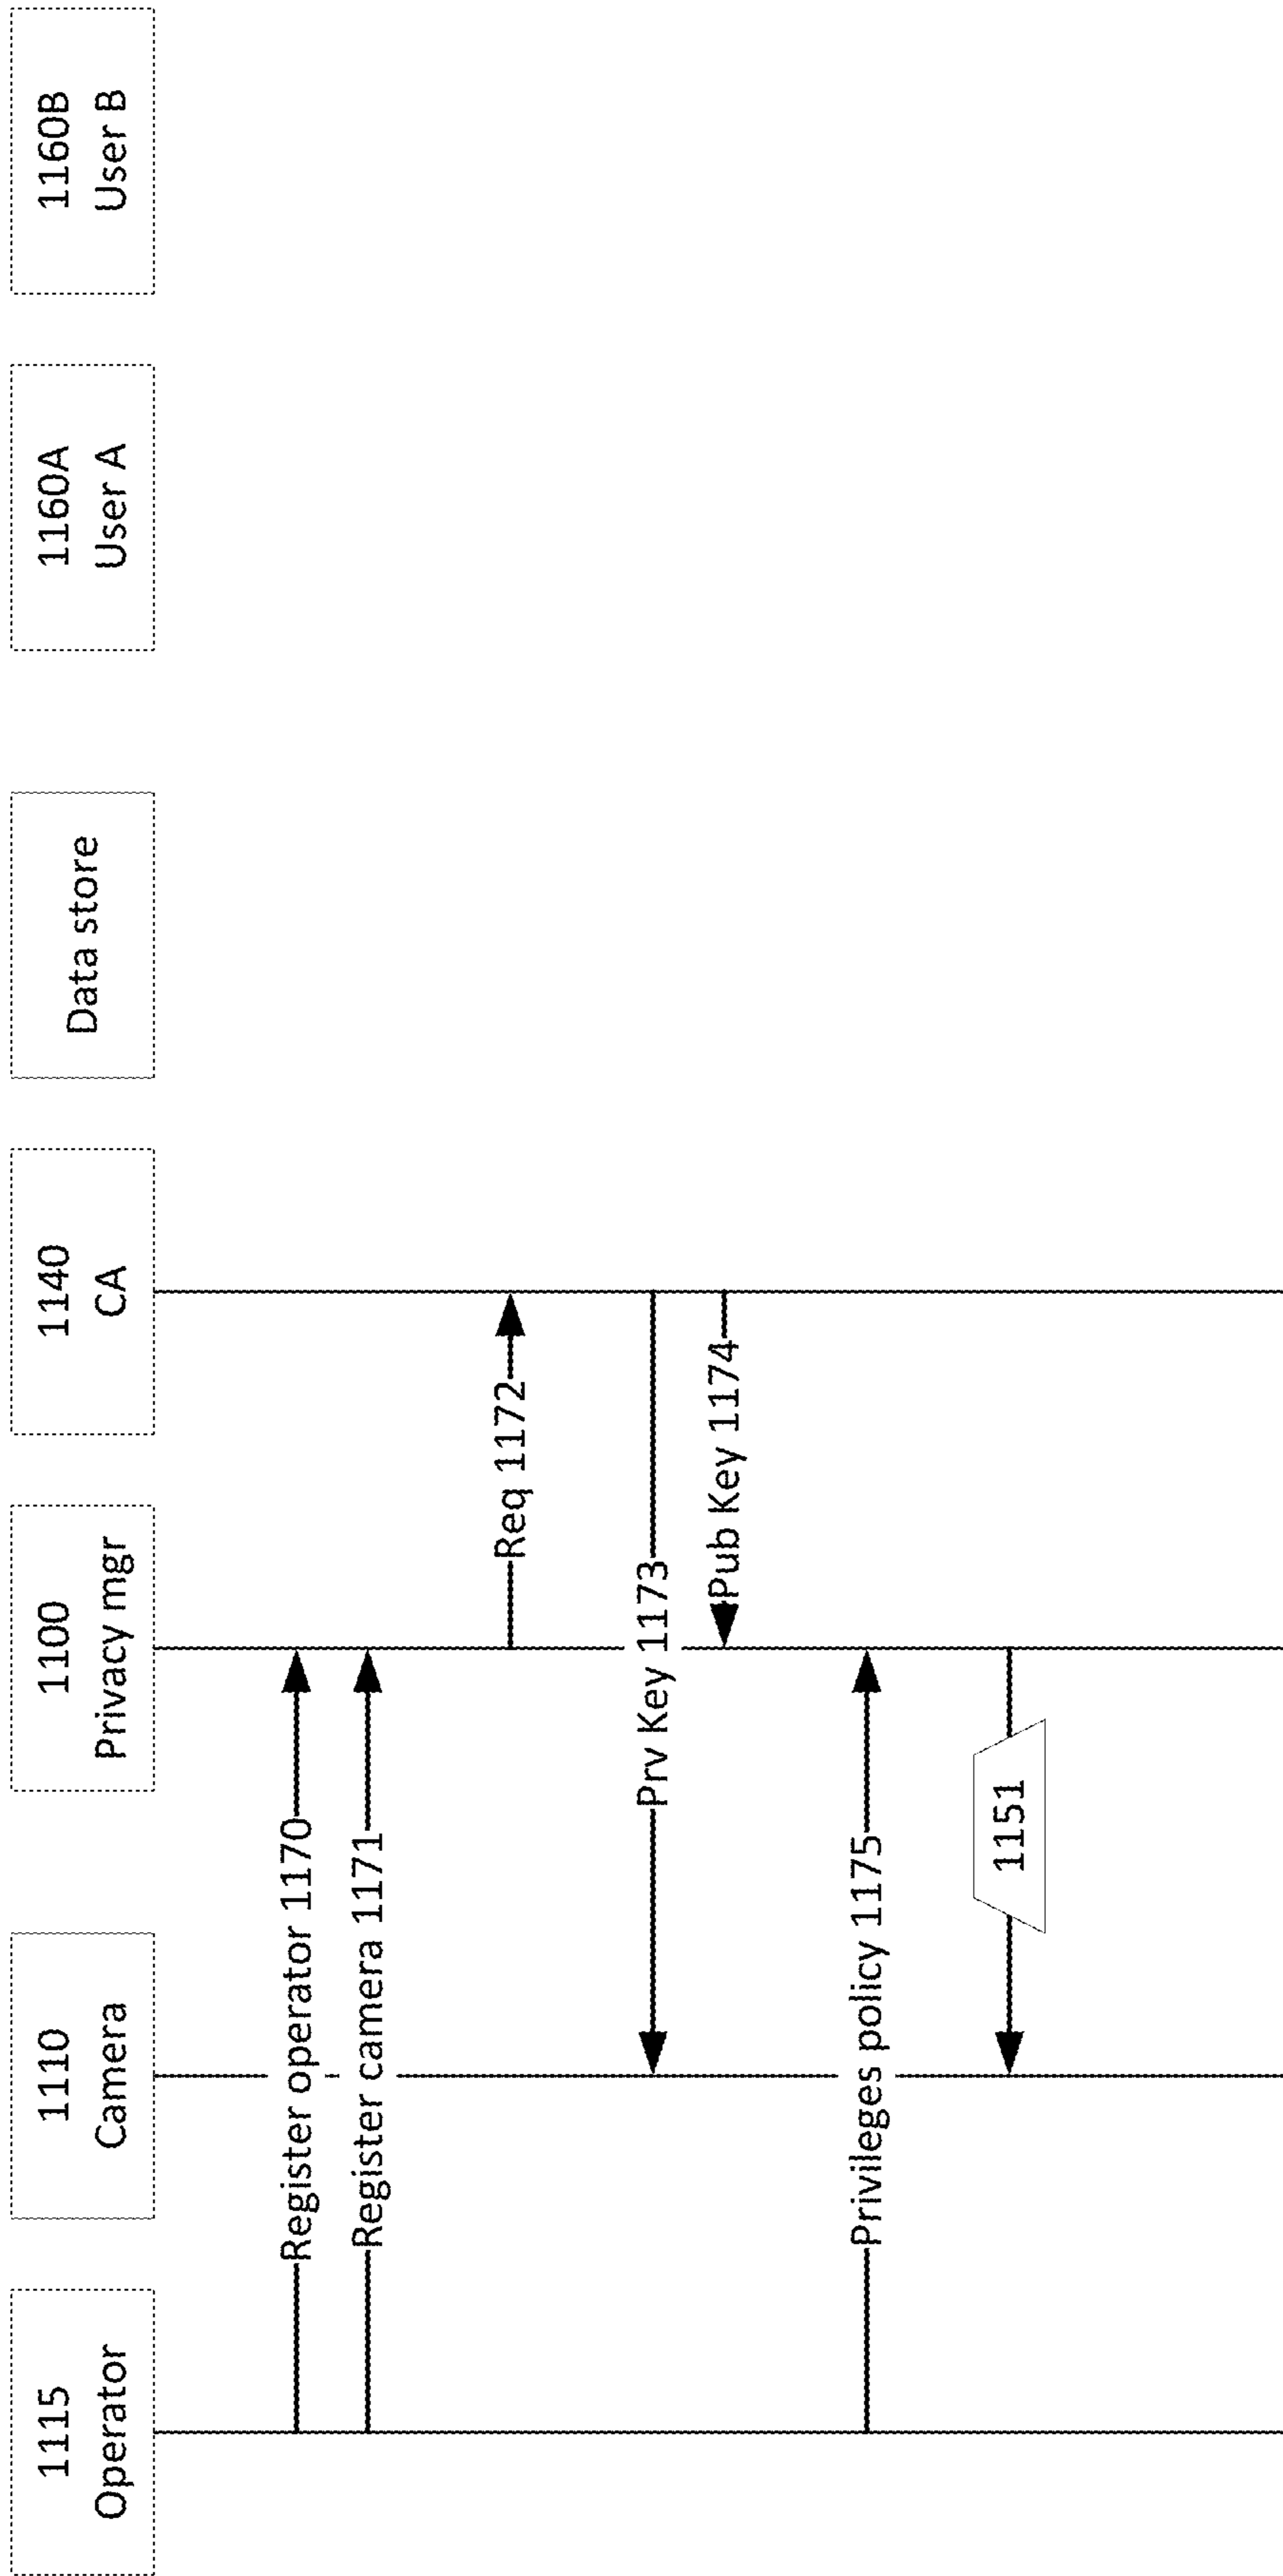 1115
Operator
1110
Camera
1100
Privacy mgr
1140
CA
Data store
1160A
User A
1160B
User B
Register operator 1170
Register camera 1171
Req 1172
Prv Key 1173
Pub Key 1174
Privileges policy 1175
1151